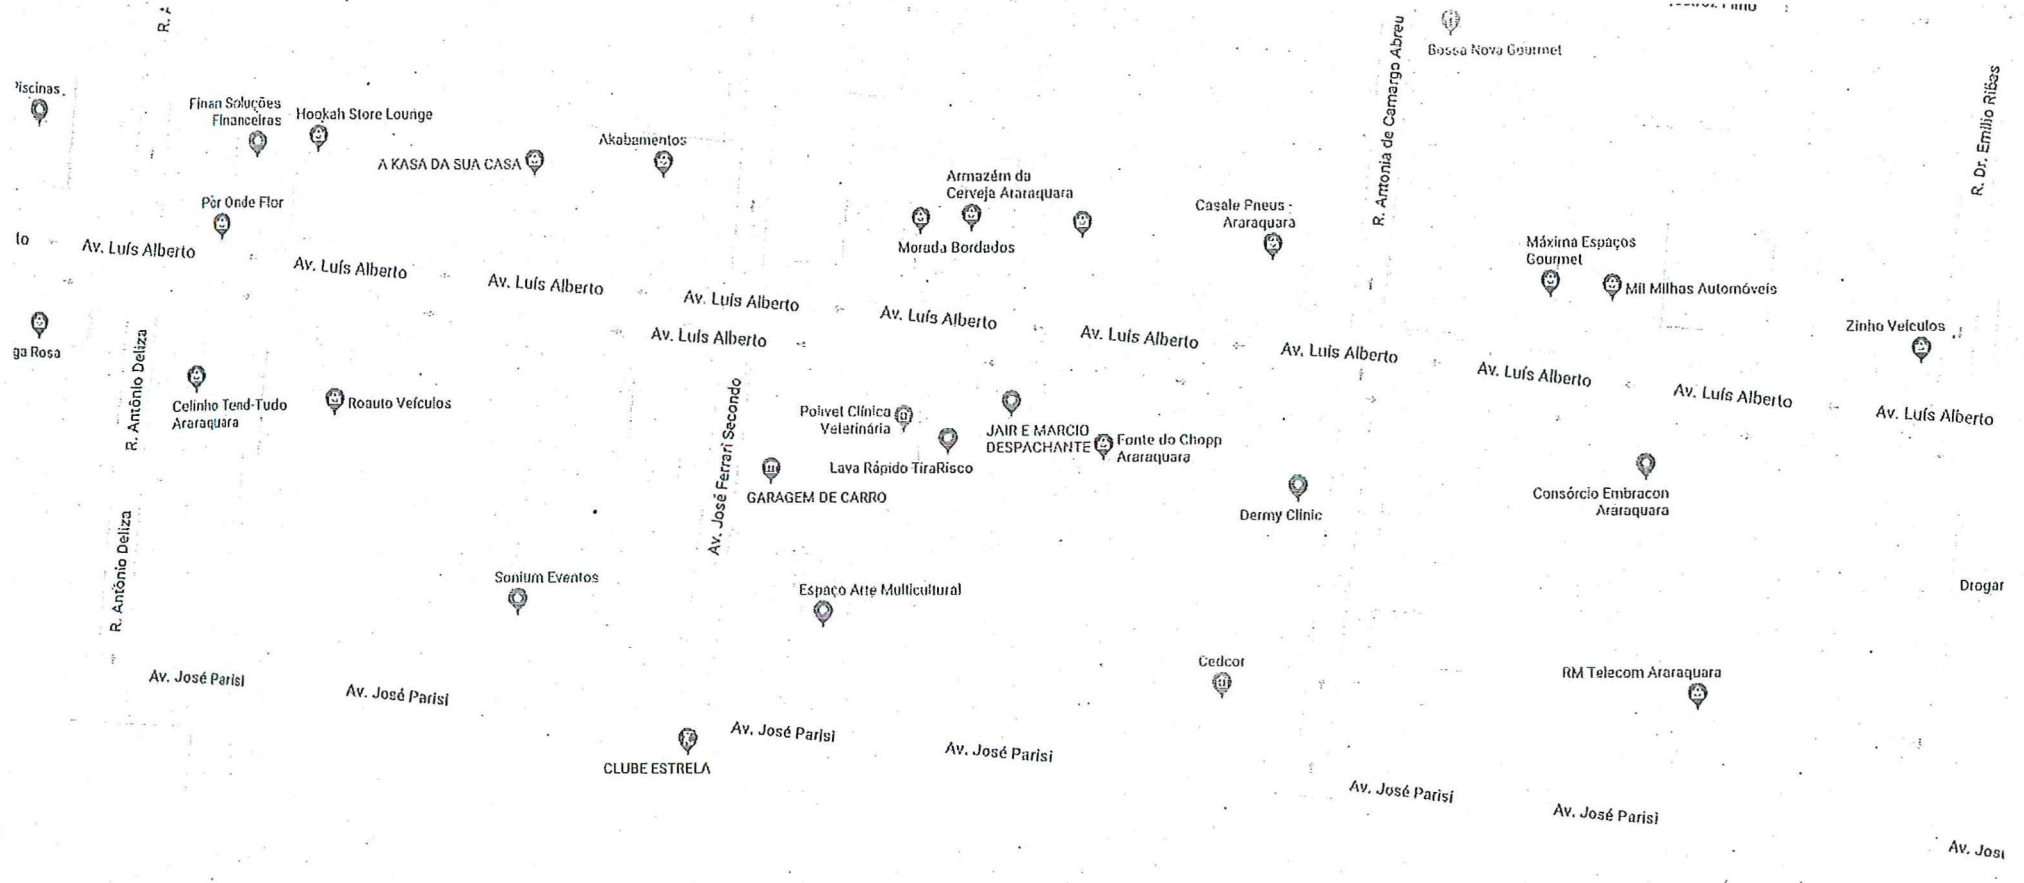 Bossa Nova Gourmet
R. Antonia de Camargo Abreu
R. Dr. Emílio Ribas
Finan Soluções
Financeiras
Hookah Store Lounge
A KASA DA SUA CASA
Akabamentos
Por Onde Flor
Armazém da
Cerveja Araraquara
Morada Bordados
Casale Pneus -
Araraquara
Máxima Espaços
Gourmet
Mil Milhas Automóveis
Zinho Veículos
Av. Luís Alberto
Av. Luís Alberto
Av. Luís Alberto
Av. Luís Alberto
Av. Luís Alberto
Av. Luís Alberto
Av. Luís Alberto
Av. Luís Alberto
Av. Luís Alberto
Av. Luís Alberto
Av. Luís Alberto
ga Rosa
R. Antônio Deliza
Celinho Tend-Tudo
Araraquara
Roauto Veículos
Av. José Ferrari Secondo
Polivet Clínica
Veterinária
Lava Rápido TiraRisco
JAIR E MARCIO
DESPACHANTE
Fonte do Chopp
Araraquara
GARAGEM DE CARRO
Dermy Clinic
Consórcio Embracon
Araraquara
R. Antônio Deliza
Sonium Eventos
Espaço Arte Multicultural
Drogar
Cedcor
RM Telecom Araraquara
Av. José Parisi
Av. José Parisi
Av. José Parisi
Av. José Parisi
CLUBE ESTRELA
Av. José Parisi
Av. José Parisi
Av. José